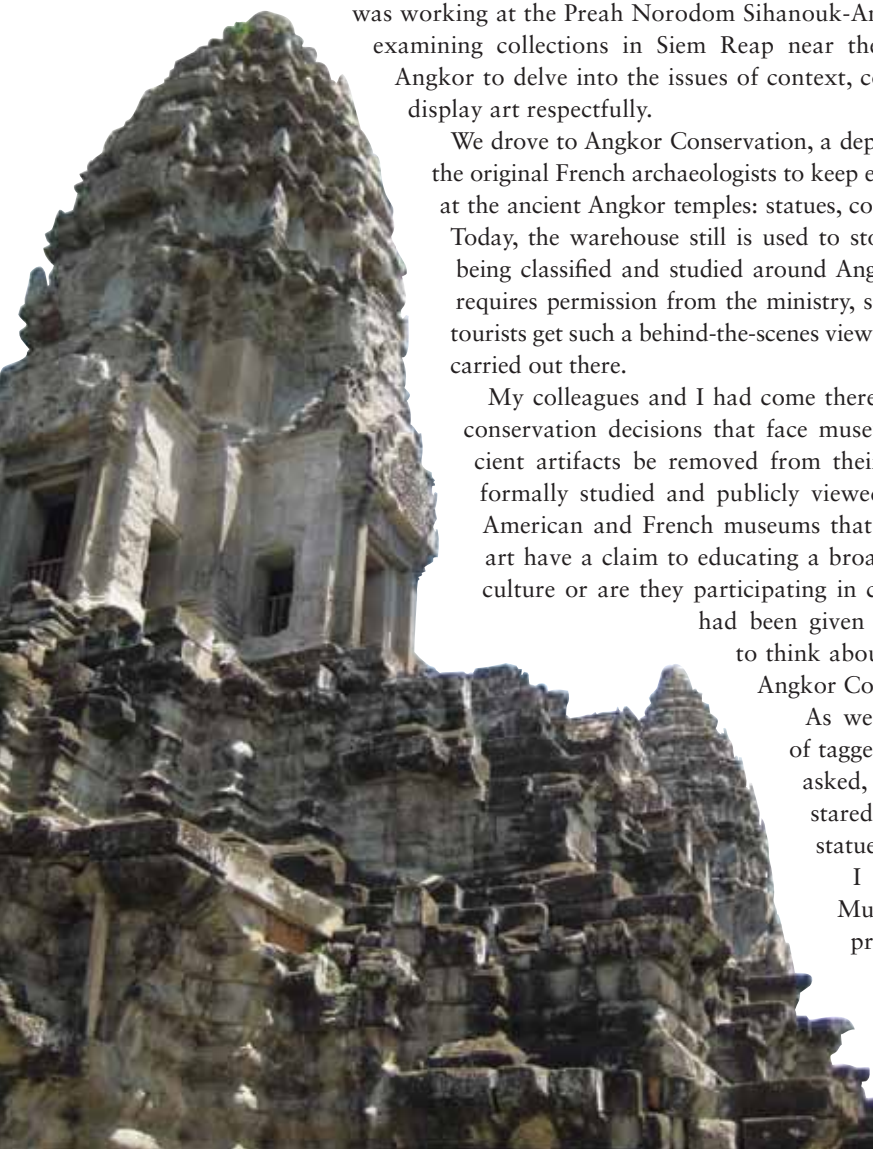 was working at the Preah Norodom Sihanouk-An
examining collections in Siem Reap near the
Angkor to delve into the issues of context, co
display art respectfully.
We drove to Angkor Conservation, a dep
the original French archaeologists to keep e
at the ancient Angkor temples: statues, co
Today, the warehouse still is used to sto
being classified and studied around Ang
requires permission from the ministry, s
tourists get such a behind-the-scenes view
carried out there.
My colleagues and I had come there
conservation decisions that face muse
cient artifacts be removed from their
formally studied and publicly viewed
American and French museums that
art have a claim to educating a broa
culture or are they participating in c
had been given
to think abou
Angkor Co
As we
of tagge
asked,
stared
statue
I
Mu
pr